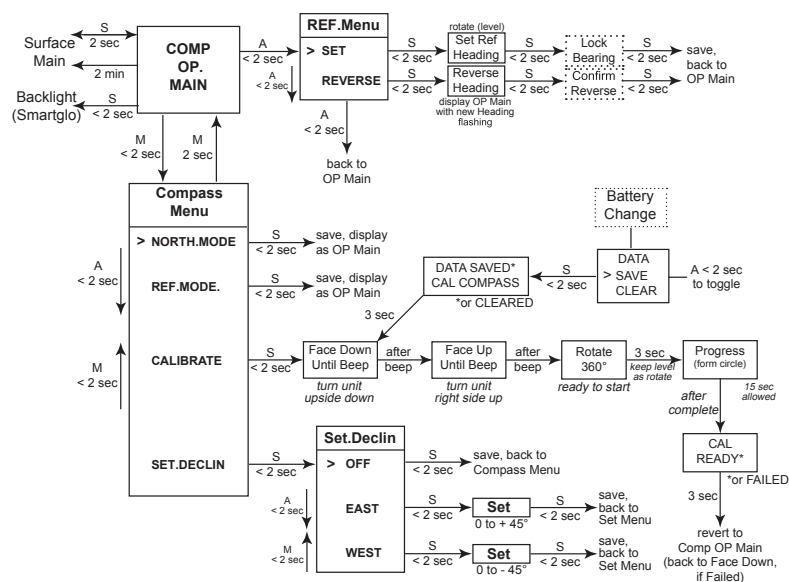 Surface
Main
S
2 sec
2 min
Backlight
(Smartglo)
S
< 2 sec
COMP
OP.
MAIN
A
< 2 sec
REF.Menu
> SET
REVERSE
A
< 2 sec
S
< 2 sec
rotate (level)
Set Ref
Heading
S
< 2 sec
Lock
Bearing
S
< 2 sec
S
< 2 sec
Reverse
Heading
display OP Main
with new Heading
flashing
S
< 2 sec
Confirm
Reverse
S
< 2 sec
save,
back to
OP Main
A
< 2 sec
back to
OP Main
M
< 2 sec
M
2 sec
Compass
Menu
> NORTH.MODE
S
< 2 sec
save, display
as OP Main
A
< 2 sec
REF.MODE.
S
< 2 sec
save, display
as OP Main
M
< 2 sec
CALIBRATE
S
< 2 sec
Face Down
Until Beep
turn unit
upside down
after
beep
Face Up
Until Beep
turn unit
right side up
after
beep
Rotate
360°
ready to start
3 sec
keep level
as rotate
Progress
(form circle)
15 sec
allowed
after
complete
CAL
READY*
*or FAILED
3 sec
revert to
Comp OP Main
(back to Face Down,
if Failed)
Battery
Change
DATA
> SAVE
CLEAR
A < 2 sec
to toggle
S
< 2 sec
DATA SAVED*
CAL COMPASS
*or CLEARED
3 sec
SET.DECLIN
S
< 2 sec
Set.Declin
> OFF
S
< 2 sec
save, back to
Compass Menu
A
< 2 sec
EAST
S
< 2 sec
Set
0 to + 45°
S
< 2 sec
save,
back to
Set Menu
M
< 2 sec
WEST
S
< 2 sec
Set
0 to - 45°
S
< 2 sec
save,
back to
Set Menu